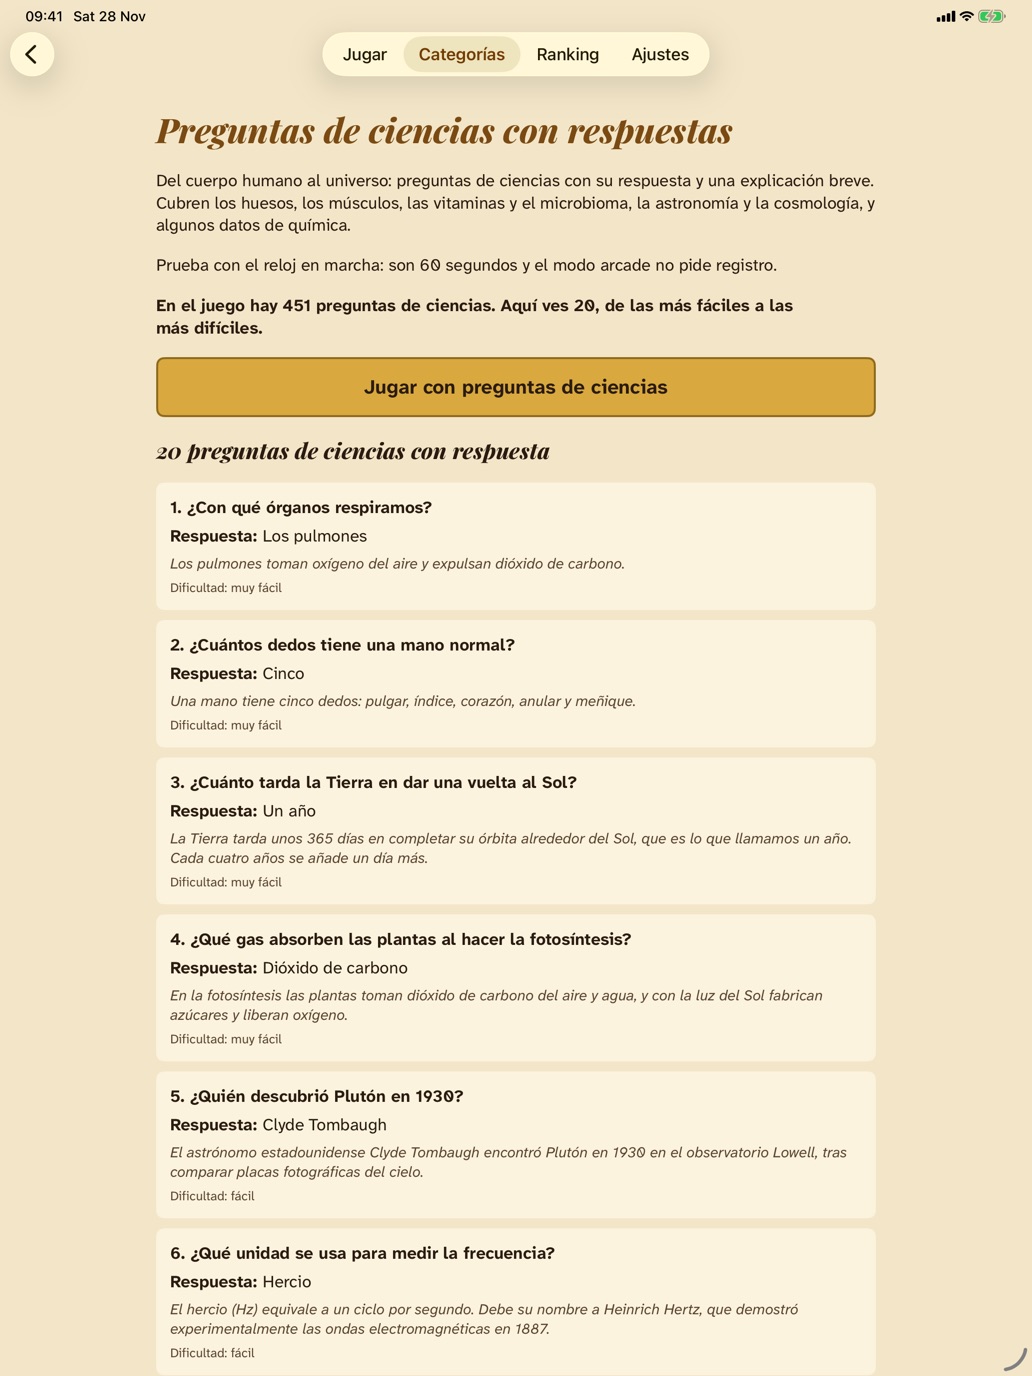 09:41 Sat 28 Nov
Jugar Categorías Ranking Ajustes
Preguntas de ciencias con respuestas
Del cuerpo humano al universo: preguntas de ciencias con su respuesta y una explicación breve.
Cubren los huesos, los músculos, las vitaminas y el microbioma, la astronomía y la cosmología, y
algunos datos de química.
Prueba con el reloj en marcha: son 60 segundos y el modo arcade no pide registro.
En el juego hay 451 preguntas de ciencias. Aquí ves 20, de las más fáciles a las
más difíciles.
Jugar con preguntas de ciencias
20 preguntas de ciencias con respuesta
1. ¿Con qué órganos respiramos?
Respuesta: Los pulmones
Los pulmones toman oxígeno del aire y expulsan dióxido de carbono.
Dificultad: muy fácil
2. ¿Cuántos dedos tiene una mano normal?
Respuesta: Cinco
Una mano tiene cinco dedos: pulgar, índice, corazón, anular y meñique.
Dificultad: muy fácil
3. ¿Cuánto tarda la Tierra en dar una vuelta al Sol?
Respuesta: Un año
La Tierra tarda unos 365 días en completar su órbita alrededor del Sol, que es lo que llamamos un año.
Cada cuatro años se añade un día más.
Dificultad: muy fácil
4. ¿Qué gas absorben las plantas al hacer la fotosíntesis?
Respuesta: Dióxido de carbono
En la fotosíntesis las plantas toman dióxido de carbono del aire y agua, y con la luz del Sol fabrican
azúcares y liberan oxígeno.
Dificultad: muy fácil
5. ¿Quién descubrió Plutón en 1930?
Respuesta: Clyde Tombaugh
El astrónomo estadounidense Clyde Tombaugh encontró Plutón en 1930 en el observatorio Lowell, tras
comparar placas fotográficas del cielo.
Dificultad: fácil
6. ¿Qué unidad se usa para medir la frecuencia?
Respuesta: Hercio
El hercio (Hz) equivale a un ciclo por segundo. Debe su nombre a Heinrich Hertz, que demostró
experimentalmente las ondas electromagnéticas en 1887.
Dificultad: fácil